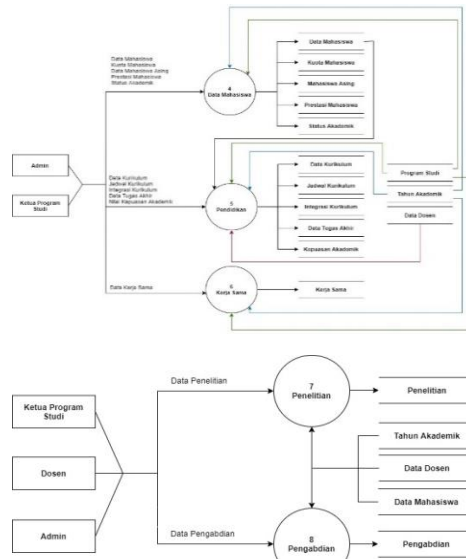 Data Mahasiswa
Kuota Mahasiswa
Data Mahasiswa Asing
Prestasi Mahasiswa
Status Akademik
4
Data Mahasiswa
Data Mahasiswa
Kuota Mahasiswa
Mahasiswa Asing
Prestasi Mahasiswa
Status Akademik
Admin
Ketua Program
Studi
Data Kurikulum
Jadwal Kurikulum
Integrasi Kurikulum
Data Tugas Akhir
Nilai Kepuasan Akademik
5
Pendidikan
Data Kurikulum
Jadwal Kurikulum
Integrasi Kurikulum
Data Tugas Akhir
Kepuasan Akademik
Program Studi
Tahun Akademik
Data Dosen
Data Kerja Sama
6
Kerja Sama
Kerja Sama
Ketua Program
Studi
Dosen
Admin
Data Penelitian
Data Pengabdian
7
Penelitian
8
Pengabdian
Penelitian
Tahun Akademik
Data Dosen
Data Mahasiswa
Pengabdian